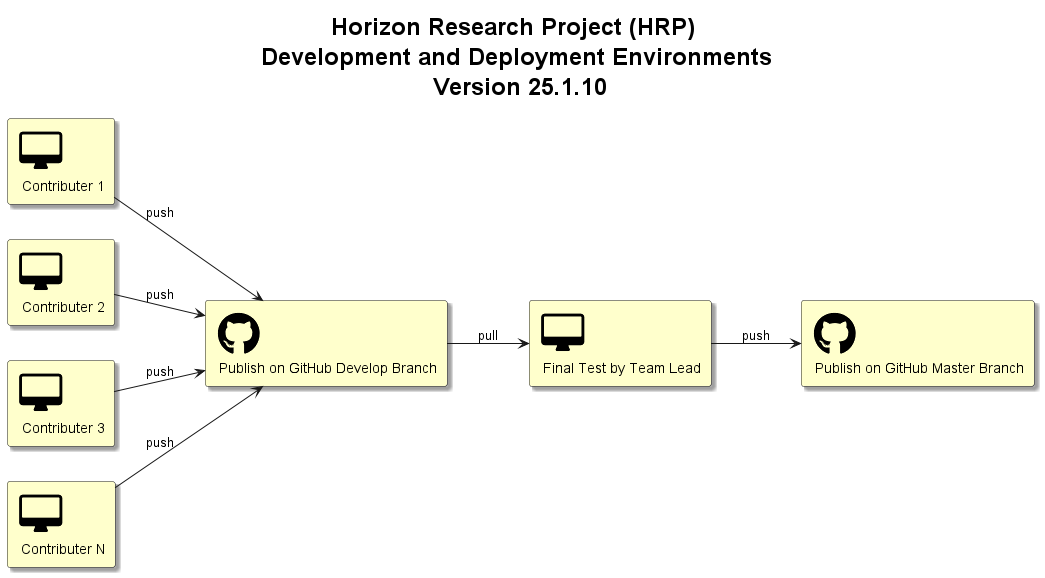 Horizon Research Project (HRP)
Development and Deployment Environments
Version 25.1.10
Contributer 1
push
Contributer 2
push
Contributer 3
push
Contributer N
push
Publish on GitHub Develop Branch
pull
Final Test by Team Lead
push
Publish on GitHub Master Branch